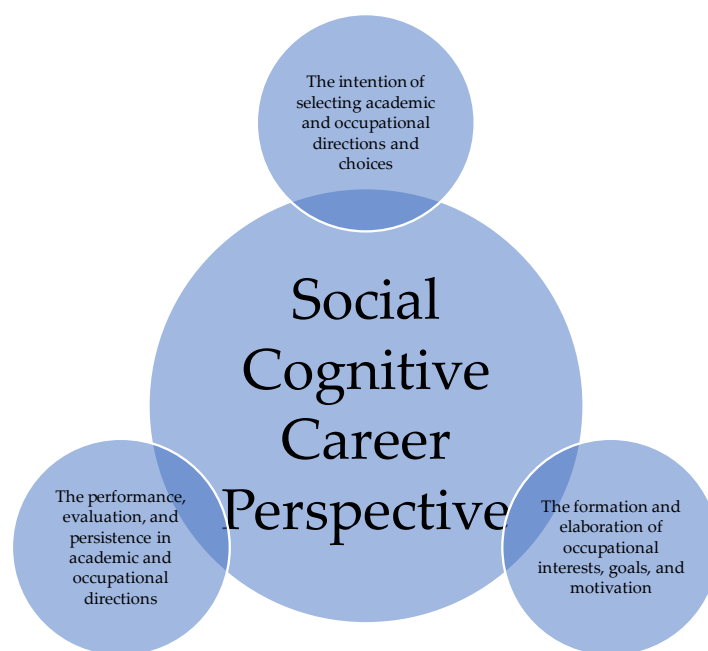 The intention of
selecting academic
and occupational
directions and
choices
Social
Cognitive
Career
Perspective
The performance,
evaluation, and
persistence in
academic and
occupational
directions
The formation and
elaboration of
occupational
interests, goals, and
motivation